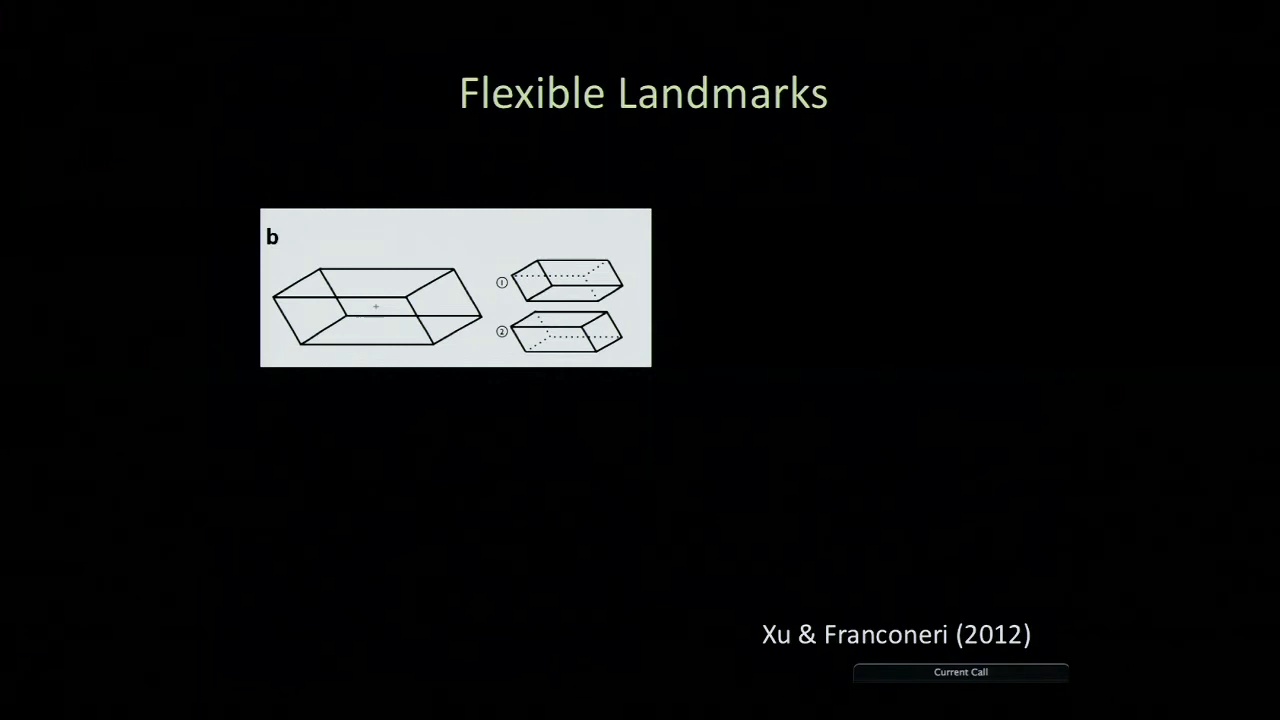 Flexible Landmarks
b
①
②
Xu & Franconeri (2012)
Current Call